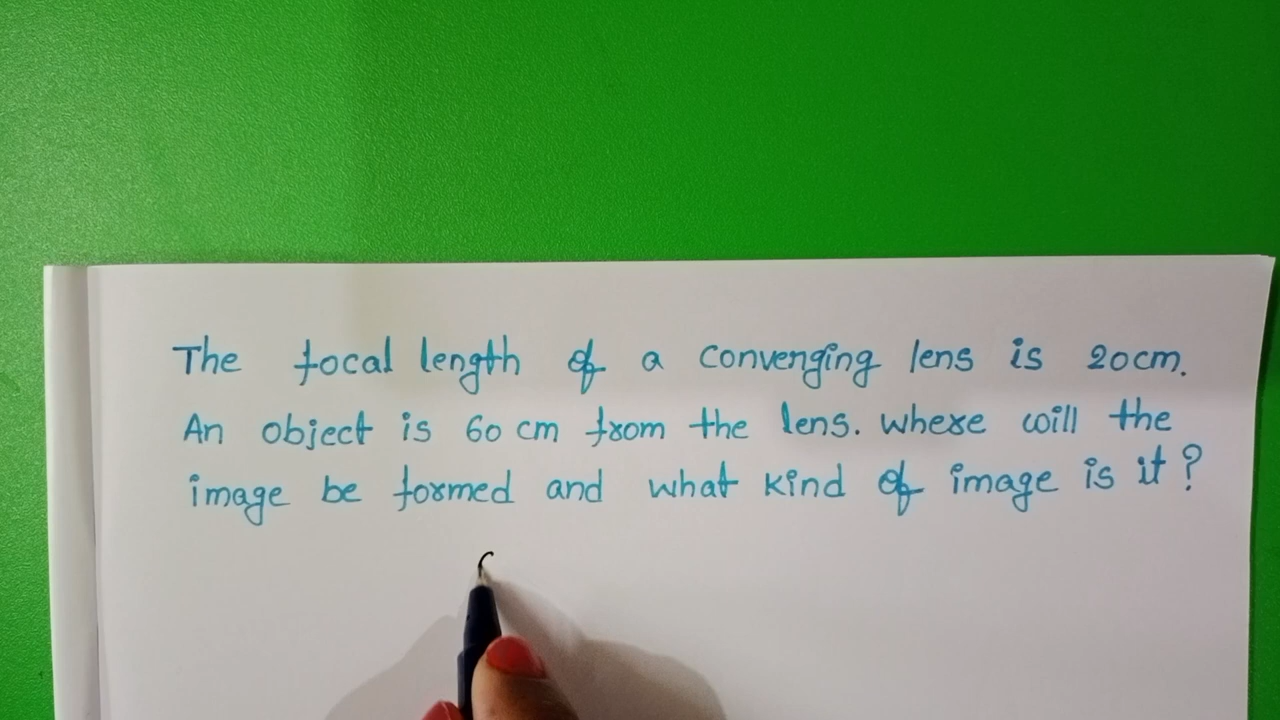 The focal length of a converging lens is 20cm.
An object is 60 cm from the lens. Where will the
image be formed and what kind of image is it ?